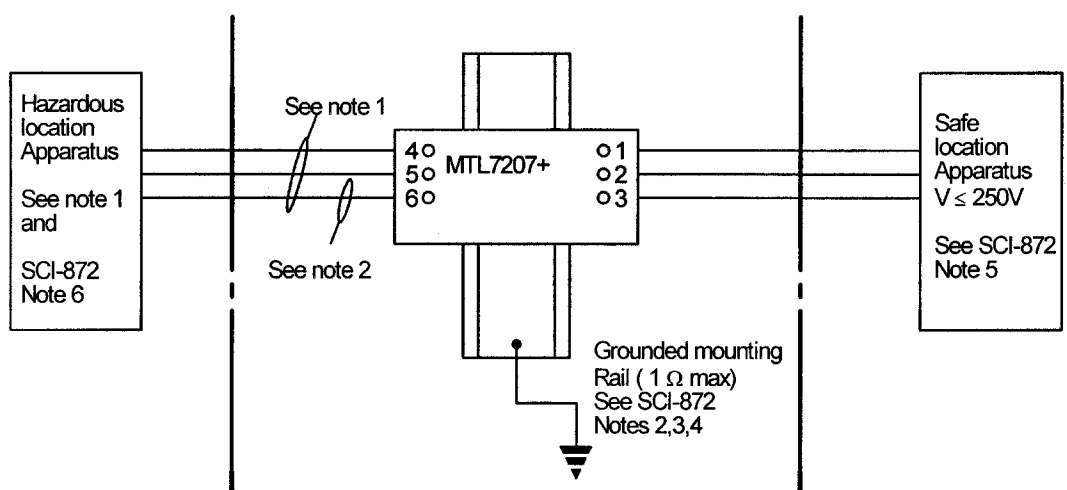 Hazardous
location
Apparatus
See note 1
and
SCI-872
Note 6
See note 1
See note 2
4
5
6
MTL7207+
1
2
3
Grounded mounting
Rail ( 1 Ω max)
See SCI-872
Notes 2,3,4
Safe
location
Apparatus
V ≤ 250V
See SCI-872
Note 5